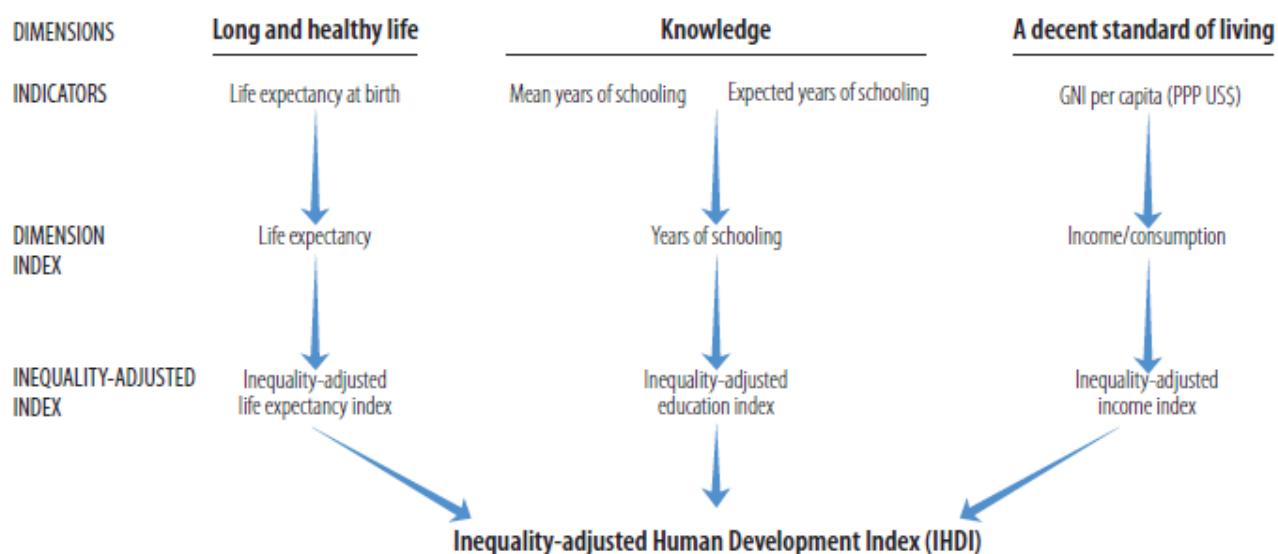 DIMENSIONS Long and healthy life Knowledge A decent standard of living
INDICATORS Life expectancy at birth Mean years of schooling Expected years of schooling GNI per capita (PPP US$)
DIMENSION Life expectancy Years of schooling Income/consumption
INDEX
INEQUALITY-ADJUSTED Inequality-adjusted Inequality-adjusted Inequality-adjusted
INDEX life expectancy index education index income index
Inequality-adjusted Human Development Index (IHDI)